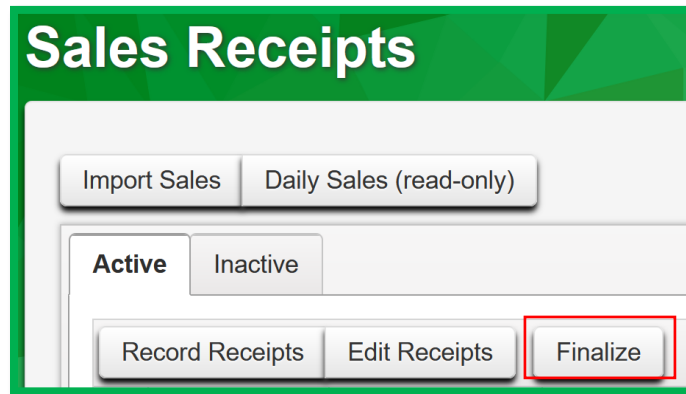 Sales Receipts
Import Sales Daily Sales (read-only)
Active Inactive
Record Receipts Edit Receipts Finalize